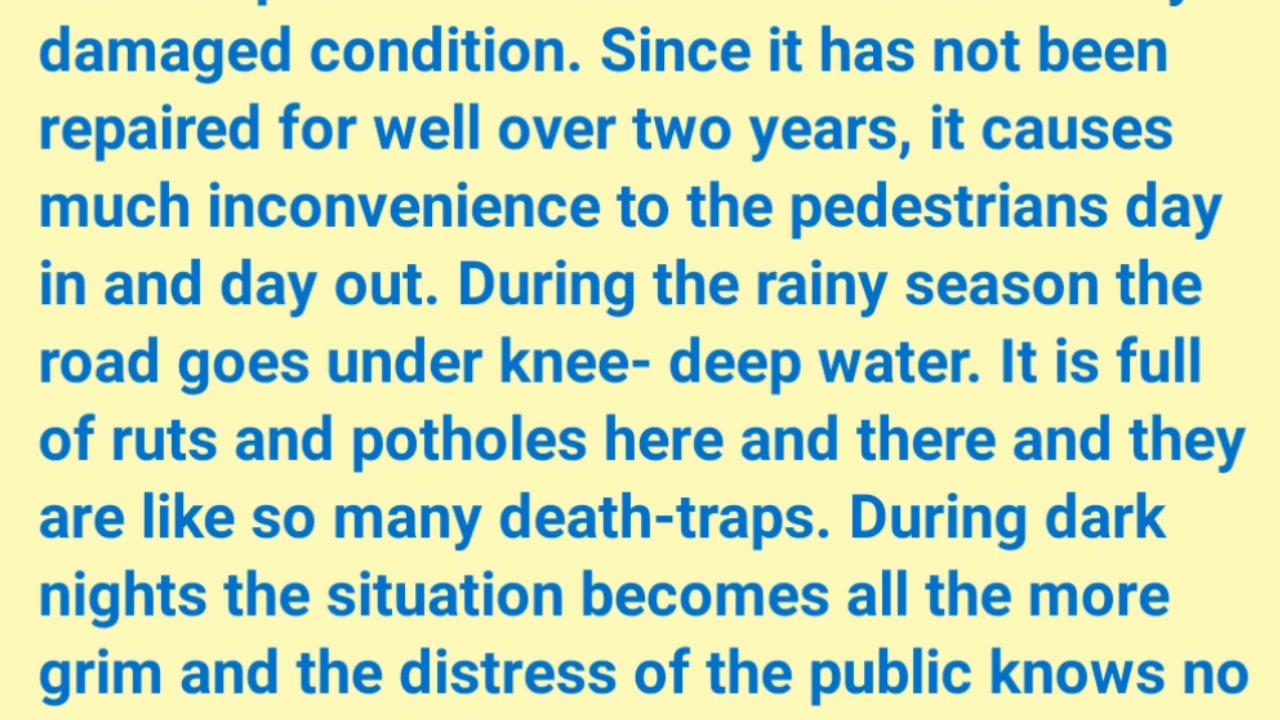 damaged condition. Since it has not been
repaired for well over two years, it causes
much inconvenience to the pedestrians day
in and day out. During the rainy season the
road goes under knee- deep water. It is full
of ruts and potholes here and there and they
are like so many death-traps. During dark
nights the situation becomes all the more
grim and the distress of the public knows no